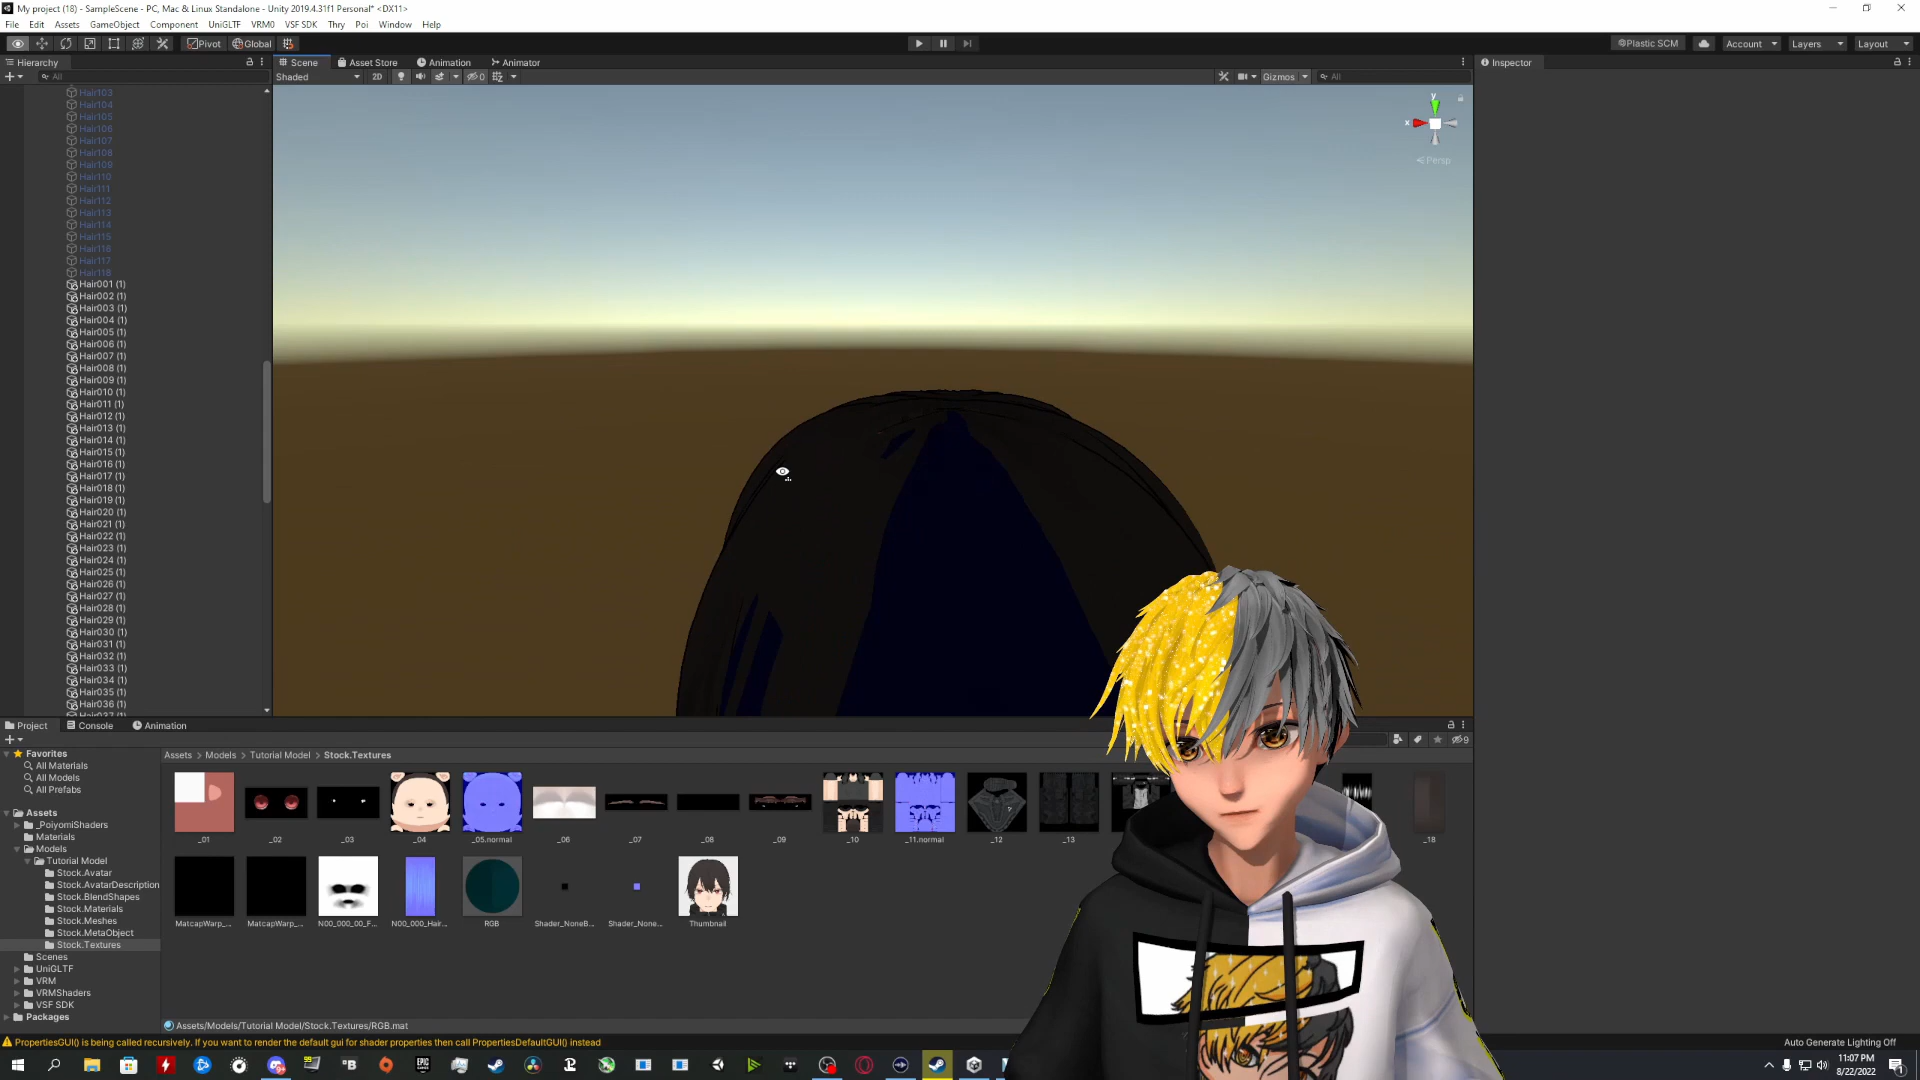 My project (18) - SampleScene - PC, Mac & Linux Standalone - Unity 2019.4.31f1 Personal* <DX11>
File Edit Assets GameObject Component UniGLTF VRM0 VSF SDK Thry Poi Window Help
Pivot Global Plastic SCM Account Layers Layout
Hierarchy Scene Asset Store Animation Animator Inspector
All Shaded 2D 0 Gizmos All
Hair103
Hair104
Hair105
Hair106
Hair107
Hair108
Hair109
Hair110
Hair111
Hair112
Hair113
Hair114
Hair115
Hair116
Hair117
Hair118
Hair001 (1)
Hair002 (1)
Hair003 (1)
Hair004 (1)
Hair005 (1)
Hair006 (1)
Hair007 (1)
Hair008 (1)
Hair009 (1)
Hair010 (1)
Hair011 (1)
Hair012 (1)
Hair013 (1)
Hair014 (1)
Hair015 (1)
Hair016 (1)
Hair017 (1)
Hair018 (1)
Hair019 (1)
Hair020 (1)
Hair021 (1)
Hair022 (1)
Hair023 (1)
Hair024 (1)
Hair025 (1)
Hair026 (1)
Hair027 (1)
Hair028 (1)
Hair029 (1)
Hair030 (1)
Hair031 (1)
Hair032 (1)
Hair033 (1)
Hair034 (1)
Hair035 (1)
Hair036 (1)
y
x
Persp
Project Console Animation
9
Favorites
All Materials
All Models
All Prefabs
Assets
_PoiyomiShaders
Materials
Models
Tutorial Model
Stock.Avatar
Stock.AvatarDescription
Stock.BlendShapes
Stock.Materials
Stock.Meshes
Stock.MetaObject
Stock.Textures
Scenes
UniGLTF
VRM
VRMShaders
VSF SDK
Packages
Assets > Models > Tutorial Model > Stock.Textures
_01 _02 _03 _04 _05.normal _06 _07 _08 _09 _10 _11.normal _12 _13 _18
MatcapWarp_... MatcapWarp_... N00_000_00_F... N00_000_Hair... RGB Shader_NoneB... Shader_None... Thumbnail
Assets/Models/Tutorial Model/Stock.Textures/RGB.mat
PropertiesGUI() is being called recursively. If you want to render the default gui for shader properties then call PropertiesDefaultGUI() instead
Auto Generate Lighting Off
11:07 PM
8/22/2022